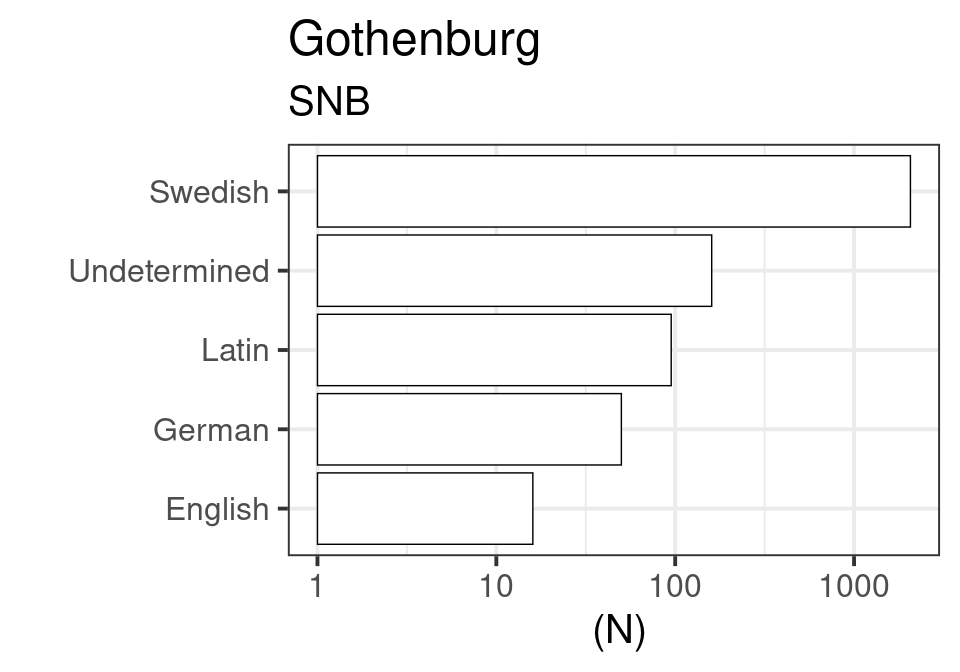 Gothenburg
SNB
Swedish
Undetermined
Latin
German
English
1 10 100 1000
(N)